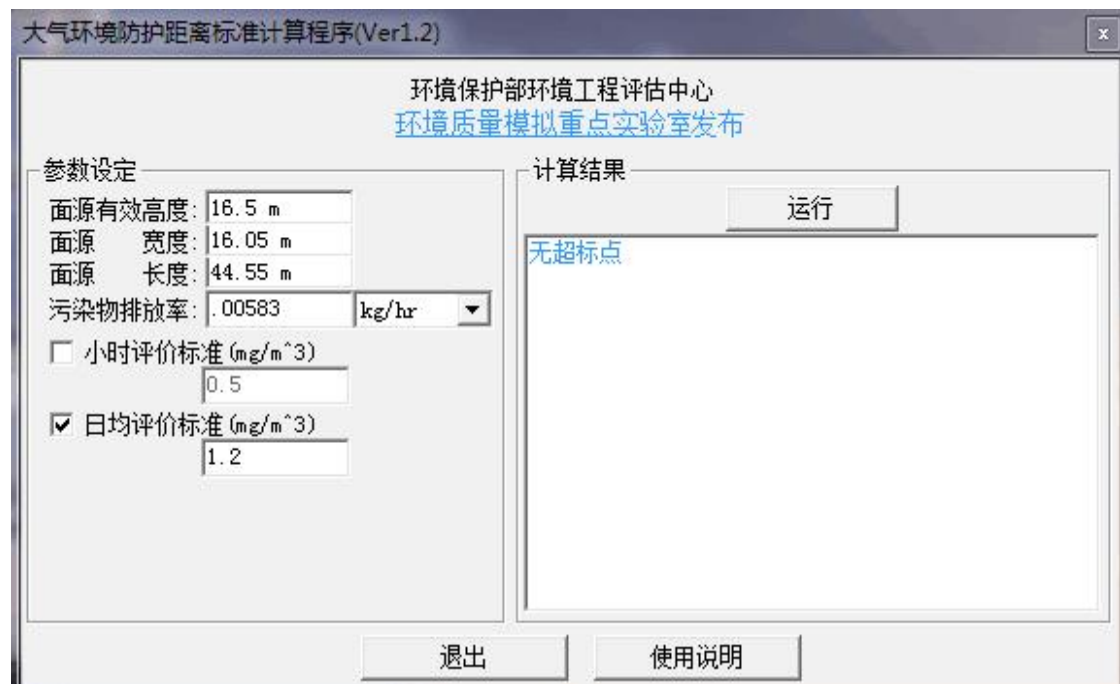 大气环境防护距离标准计算程序(Ver1.2)
x
环境保护部环境工程评估中心
环境质量模拟重点实验室发布
参数设定
面源有效高度: 16.5 m
面源 宽度: 16.05 m
面源 长度: 44.55 m
污染物排放率: .00583 kg/hr
小时评价标准(mg/m^3)
0.5
日均评价标准(mg/m^3)
1.2
计算结果
运行
无超标点
退出 使用说明